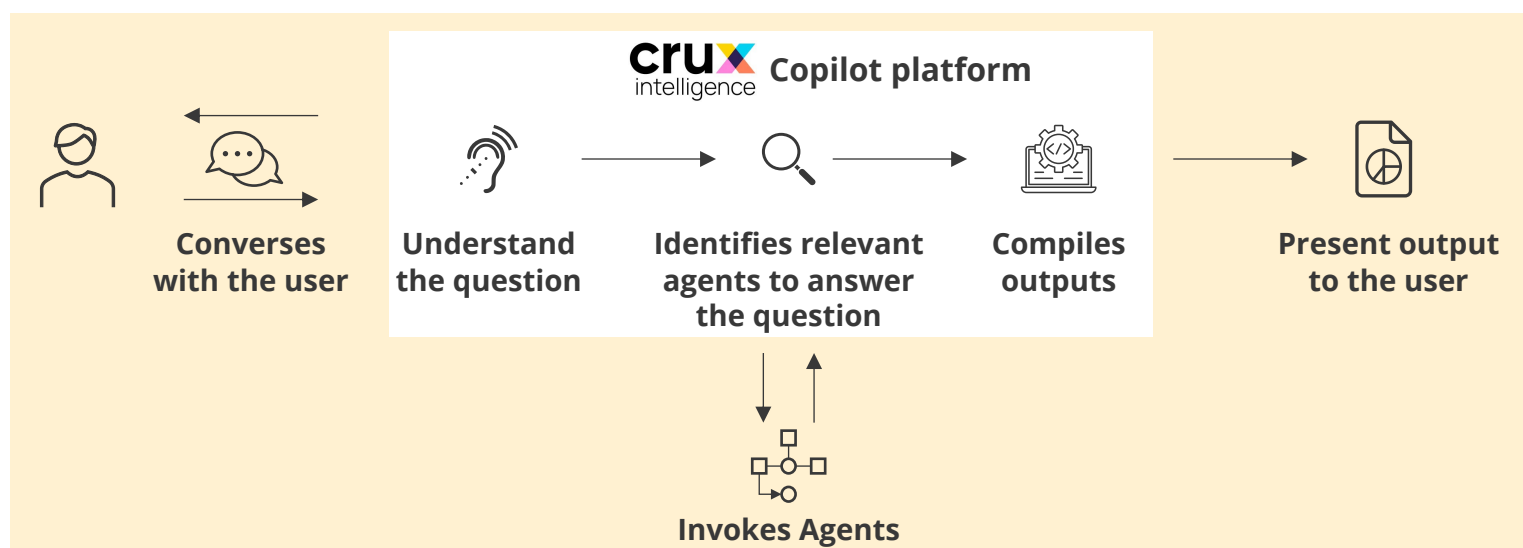 crux
intelligence
Copilot platform
Converses
with the user
Understand
the question
Identifies relevant
agents to answer
the question
Compiles
outputs
Present output
to the user
Invokes Agents